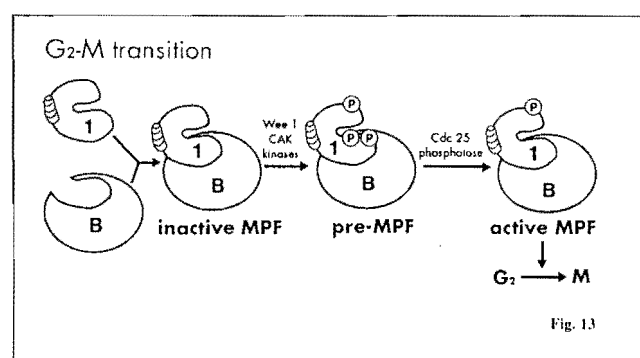 G2-M transition
1
B
1
B
inactive MPF
Wee 1
CAK
kinases
P
P P
1
B
pre-MPF
Cdc 25
phosphatase
P
1
B
active MPF
G2 M
Fig. 13